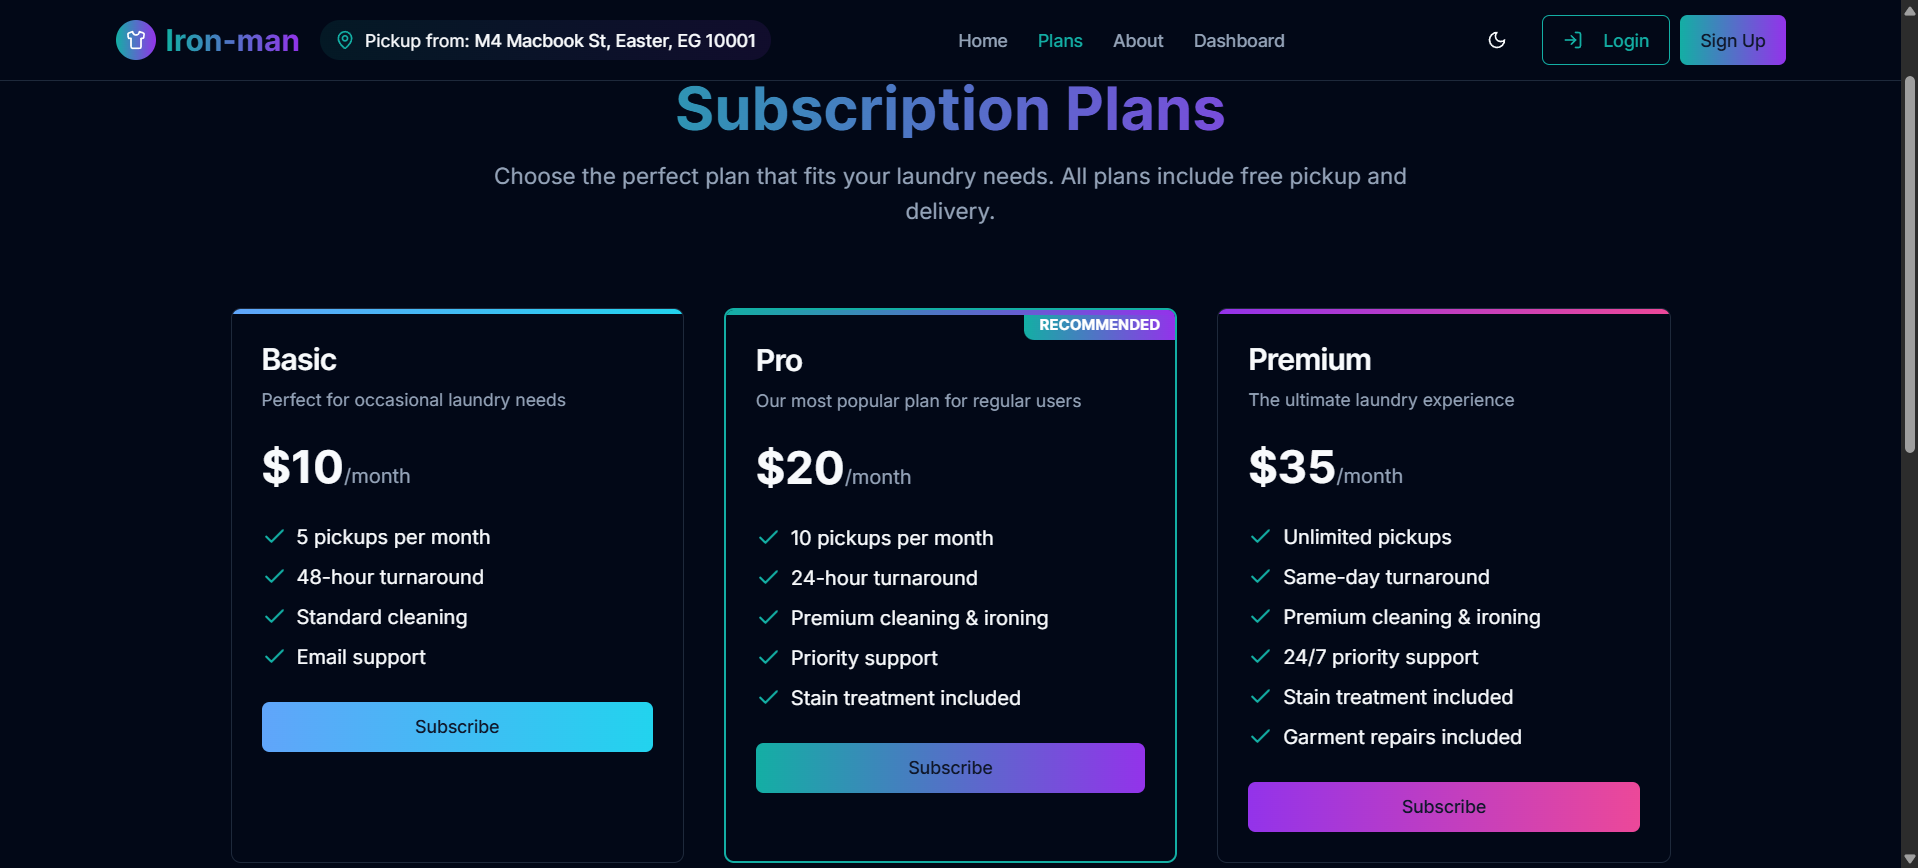 Iron-man
Pickup from: M4 Macbook St, Easter, EG 10001
Home
Plans
About
Dashboard
Login
Sign Up
Subscription Plans
Choose the perfect plan that fits your laundry needs. All plans include free pickup and
delivery.
Basic
Perfect for occasional laundry needs
$10/month
5 pickups per month
48-hour turnaround
Standard cleaning
Email support
Subscribe
RECOMMENDED
Pro
Our most popular plan for regular users
$20/month
10 pickups per month
24-hour turnaround
Premium cleaning & ironing
Priority support
Stain treatment included
Subscribe
Premium
The ultimate laundry experience
$35/month
Unlimited pickups
Same-day turnaround
Premium cleaning & ironing
24/7 priority support
Stain treatment included
Garment repairs included
Subscribe